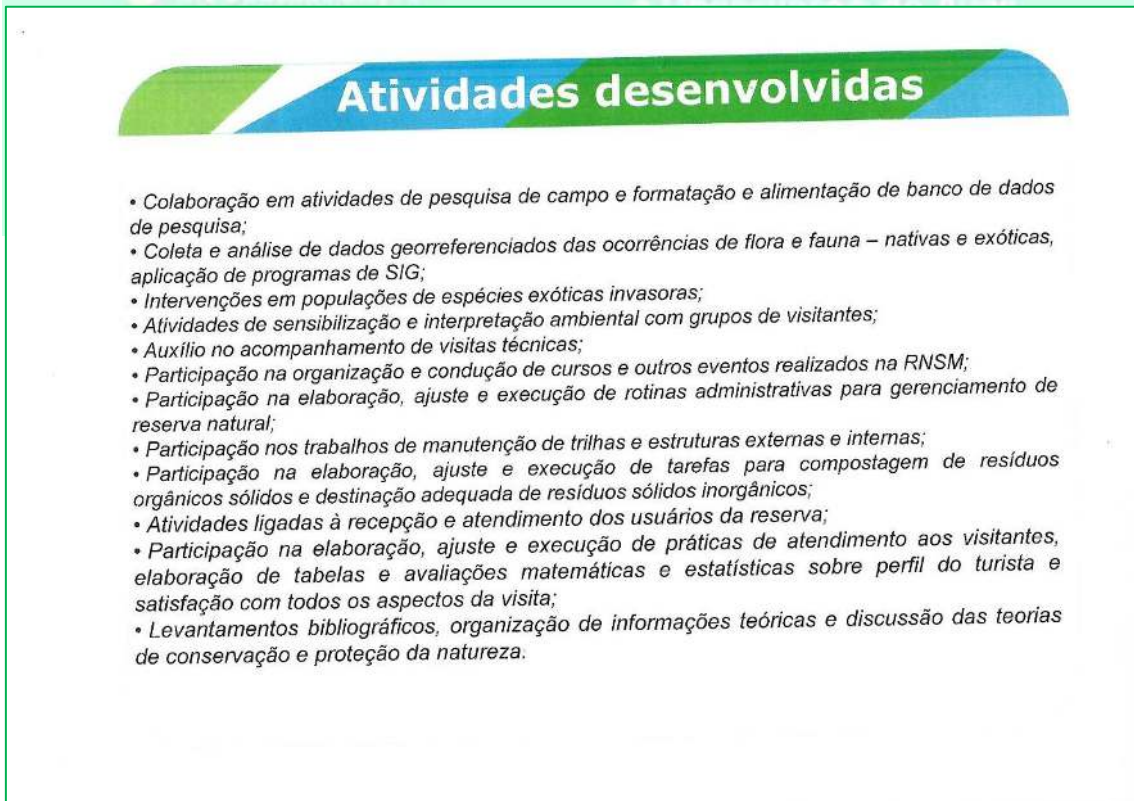 Atividades desenvolvidas
• Colaboração em atividades de pesquisa de campo e formatação e alimentação de banco de dados
de pesquisa;
• Coleta e análise de dados georreferenciados das ocorrências de flora e fauna – nativas e exóticas,
aplicação de programas de SIG;
• Intervenções em populações de espécies exóticas invasoras;
• Atividades de sensibilização e interpretação ambiental com grupos de visitantes;
• Auxílio no acompanhamento de visitas técnicas;
• Participação na organização e condução de cursos e outros eventos realizados na RNSM;
• Participação na elaboração, ajuste e execução de rotinas administrativas para gerenciamento de
reserva natural;
• Participação nos trabalhos de manutenção de trilhas e estruturas externas e internas;
• Participação na elaboração, ajuste e execução de tarefas para compostagem de resíduos
orgânicos sólidos e destinação adequada de resíduos sólidos inorgânicos;
• Atividades ligadas à recepção e atendimento dos usuários da reserva;
• Participação na elaboração, ajuste e execução de práticas de atendimento aos visitantes,
elaboração de tabelas e avaliações matemáticas e estatísticas sobre perfil do turista e
satisfação com todos os aspectos da visita;
• Levantamentos bibliográficos, organização de informações teóricas e discussão das teorias
de conservação e proteção da natureza.